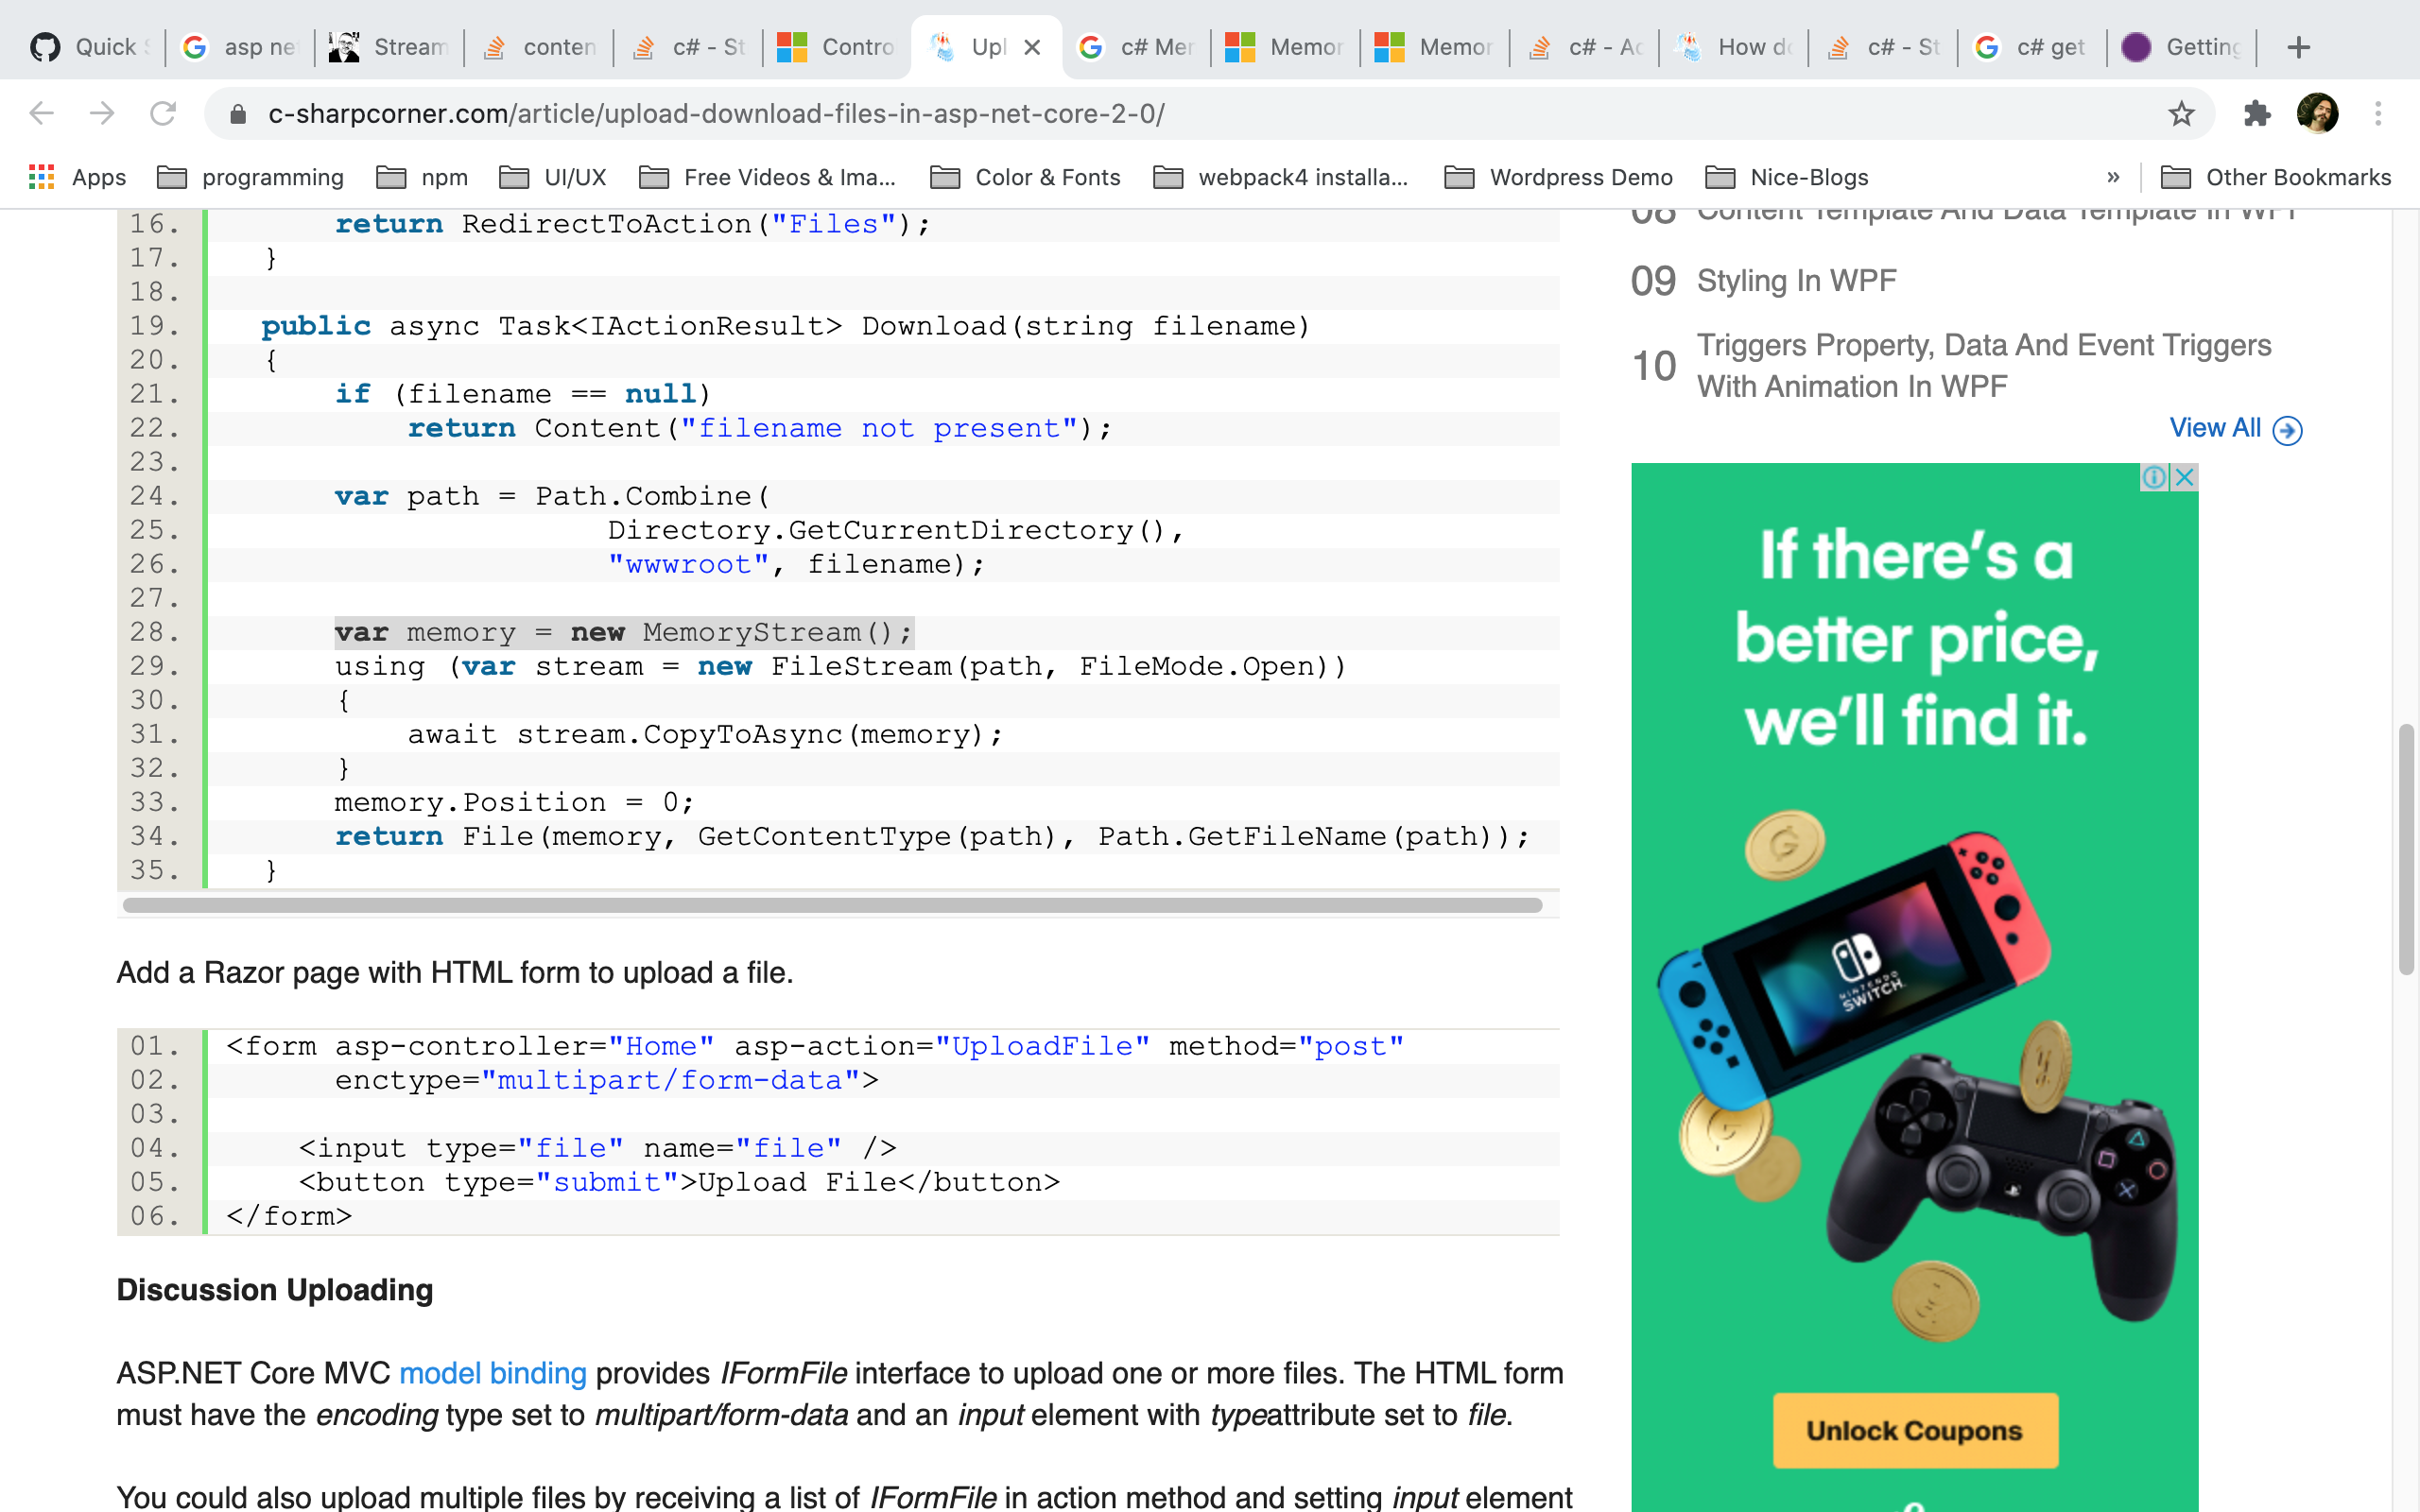 Quick
asp ne
Stream
conten
c# - St
Contro
Upl
c# Mer
Memor
Memor
c# - Ac
How do
c# - St
c# get
Getting
c-sharpcorner.com/article/upload-download-files-in-asp-net-core-2-0/
Apps
programming
npm
UI/UX
Free Videos & Ima...
Color & Fonts
webpack4 installa...
Wordpress Demo
Nice-Blogs
»
Other Bookmarks
16. return RedirectToAction("Files");
17. }
18.
19. public async Task<IActionResult> Download(string filename)
20. {
21. if (filename == null)
22. return Content("filename not present");
23.
24. var path = Path.Combine(
25. Directory.GetCurrentDirectory(),
26. "wwwroot", filename);
27.
28. var memory = new MemoryStream();
29. using (var stream = new FileStream(path, FileMode.Open))
30. {
31. await stream.CopyToAsync(memory);
32. }
33. memory.Position = 0;
34. return File(memory, GetContentType(path), Path.GetFileName(path));
35. }
Add a Razor page with HTML form to upload a file.
01. <form asp-controller="Home" asp-action="UploadFile" method="post"
02. enctype="multipart/form-data">
03.
04. <input type="file" name="file" />
05. <button type="submit">Upload File</button>
06. </form>
Discussion Uploading
ASP.NET Core MVC model binding provides IFormFile interface to upload one or more files. The HTML form
must have the encoding type set to multipart/form-data and an input element with typeattribute set to file.
You could also upload multiple files by receiving a list of IFormFile in action method and setting input element
08 Content Template And Data Template In WPF
09 Styling In WPF
10 Triggers Property, Data And Event Triggers
With Animation In WPF
View All
If there's a
better price,
we'll find it.
NINTENDO
SWITCH
Unlock Coupons